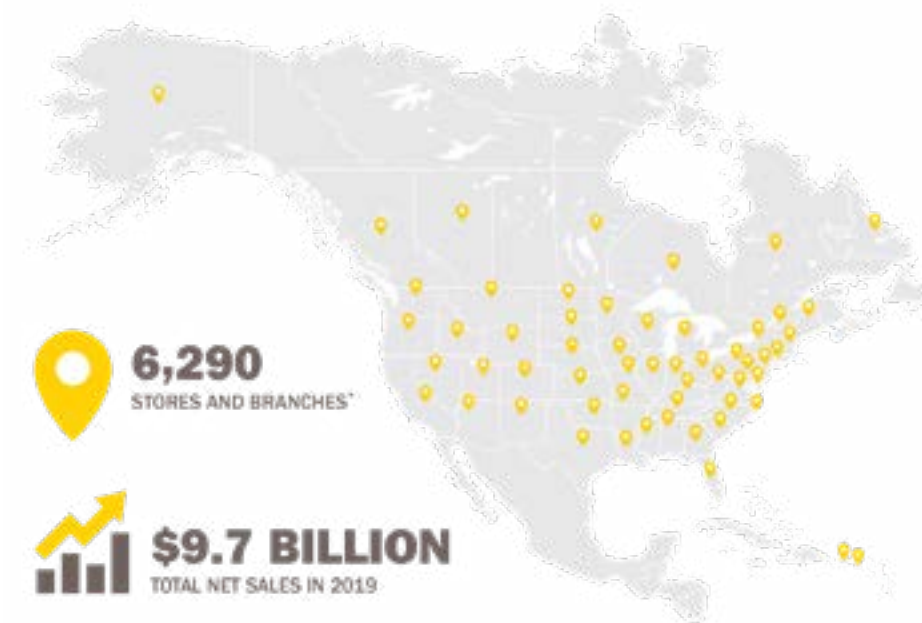 6,290
STORES AND BRANCHES*
$9.7 BILLION
TOTAL NET SALES IN 2019